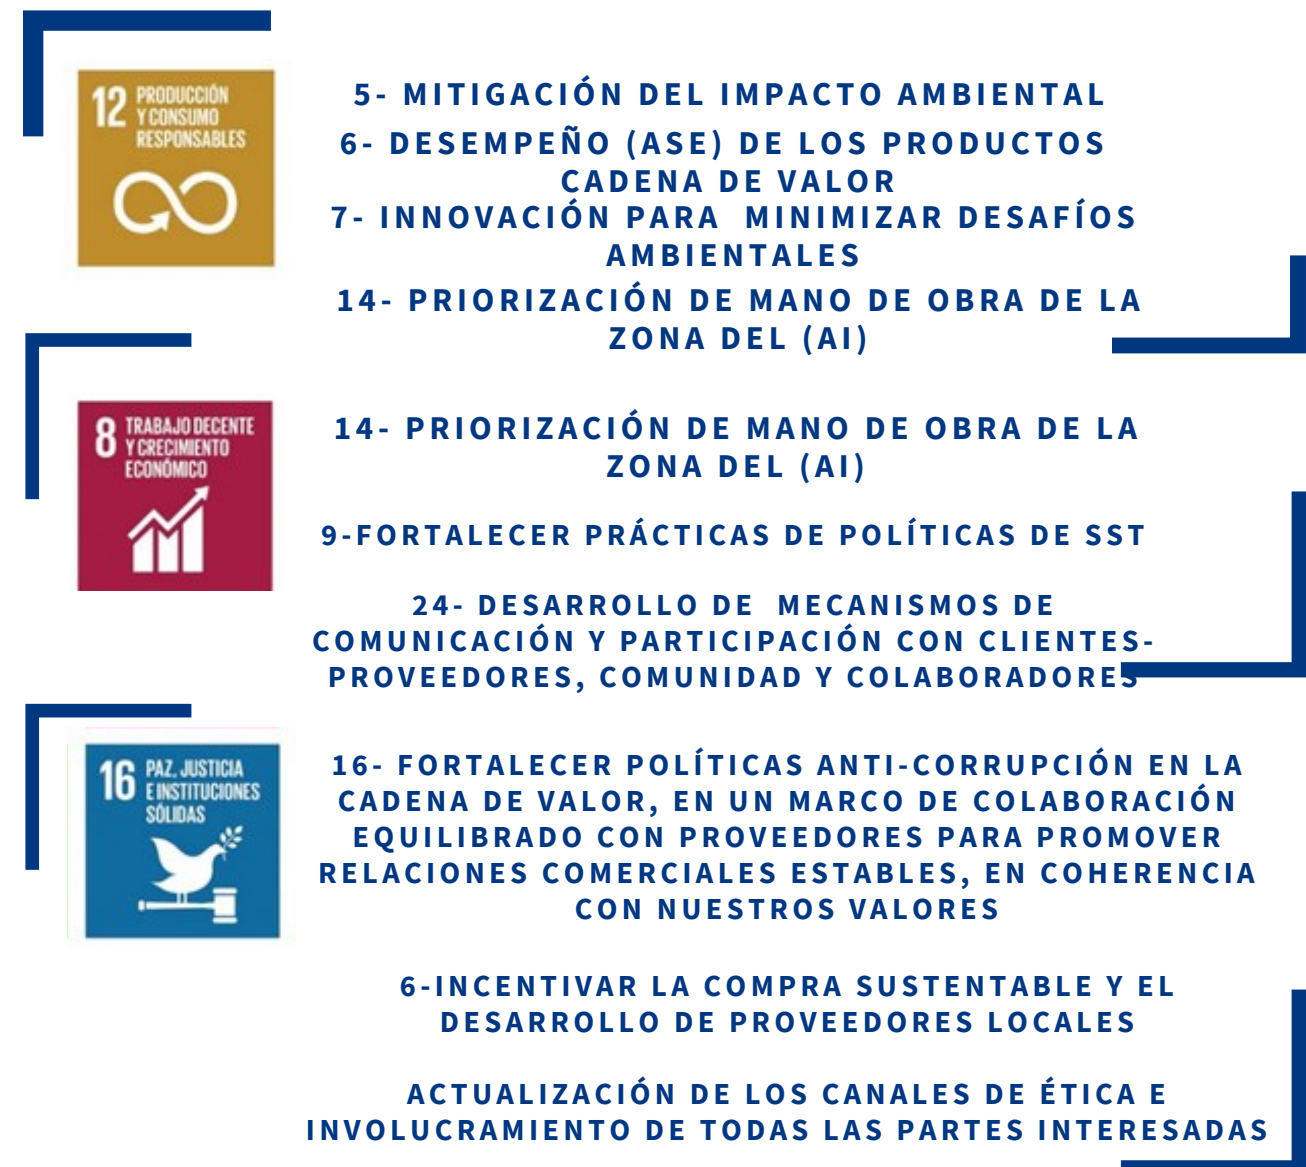 12 PRODUCCIÓN
Y CONSUMO
RESPONSABLES
5- MITIGACIÓN DEL IMPACTO AMBIENTAL
6- DESEMPEÑO (ASE) DE LOS PRODUCTOS
CADENA DE VALOR
7- INNOVACIÓN PARA MINIMIZAR DESAFÍOS
AMBIENTALES
14- PRIORIZACIÓN DE MANO DE OBRA DE LA
ZONA DEL (AI)
8 TRABAJO DECENTE
Y CRECIMIENTO
ECONÓMICO
14- PRIORIZACIÓN DE MANO DE OBRA DE LA
ZONA DEL (AI)
9-FORTALECER PRÁCTICAS DE POLÍTICAS DE SST
24- DESARROLLO DE MECANISMOS DE
COMUNICACIÓN Y PARTICIPACIÓN CON CLIENTES-
PROVEEDORES, COMUNIDAD Y COLABORADORES
16 PAZ, JUSTICIA
E INSTITUCIONES
SÓLIDAS
16- FORTALECER POLÍTICAS ANTI-CORRUPCIÓN EN LA
CADENA DE VALOR, EN UN MARCO DE COLABORACIÓN
EQUILIBRADO CON PROVEEDORES PARA PROMOVER
RELACIONES COMERCIALES ESTABLES, EN COHERENCIA
CON NUESTROS VALORES
6-INCENTIVAR LA COMPRA SUSTENTABLE Y EL
DESARROLLO DE PROVEEDORES LOCALES
ACTUALIZACIÓN DE LOS CANALES DE ÉTICA E
INVOLUCRAMIENTO DE TODAS LAS PARTES INTERESADAS